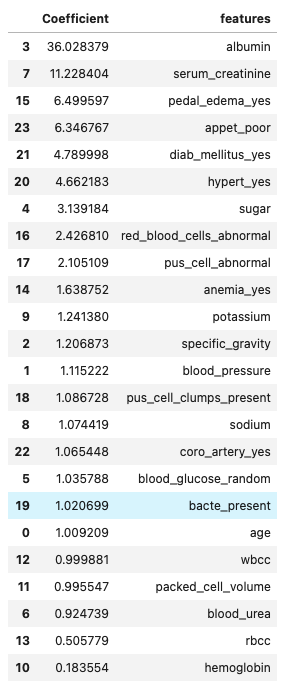 Coefficient features
3 36.028379 albumin
7 11.228404 serum_creatinine
15 6.499597 pedal_edema_yes
23 6.346767 appet_poor
21 4.789998 diab_mellitus_yes
20 4.662183 hypert_yes
4 3.139184 sugar
16 2.426810 red_blood_cells_abnormal
17 2.105109 pus_cell_abnormal
14 1.638752 anemia_yes
9 1.241380 potassium
2 1.206873 specific_gravity
1 1.115222 blood_pressure
18 1.086728 pus_cell_clumps_present
8 1.074419 sodium
22 1.065448 coro_artery_yes
5 1.035788 blood_glucose_random
19 1.020699 bacte_present
0 1.009209 age
12 0.999881 wbcc
11 0.995547 packed_cell_volume
6 0.924739 blood_urea
13 0.505779 rbcc
10 0.183554 hemoglobin